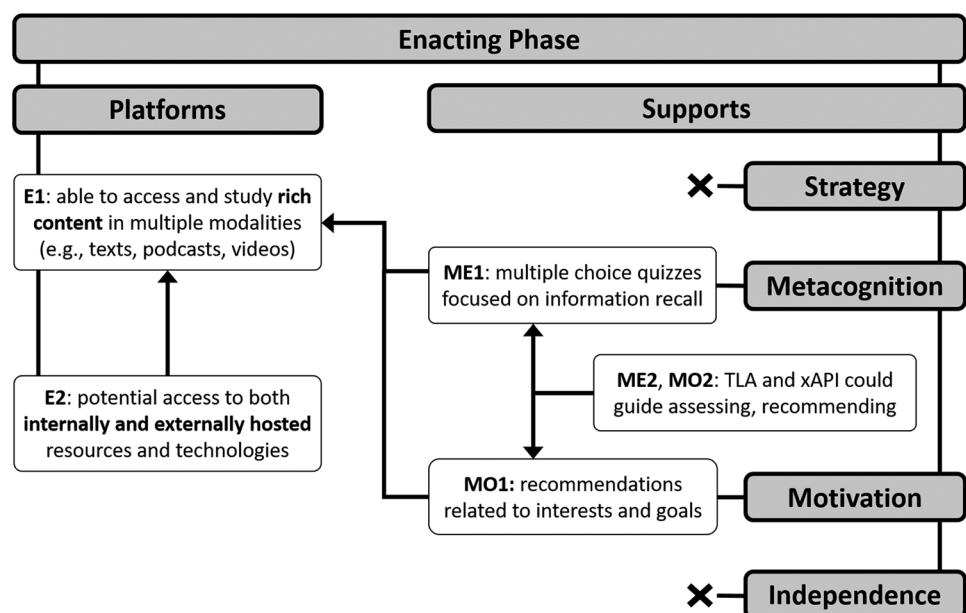 Enacting Phase
Platforms
Supports
E1: able to access and study rich
content in multiple modalities
(e.g., texts, podcasts, videos)
Strategy
ME1: multiple choice quizzes
focused on information recall
Metacognition
ME2, MO2: TLA and xAPI could
guide assessing, recommending
E2: potential access to both
internally and externally hosted
resources and technologies
MO1: recommendations
related to interests and goals
Motivation
Independence